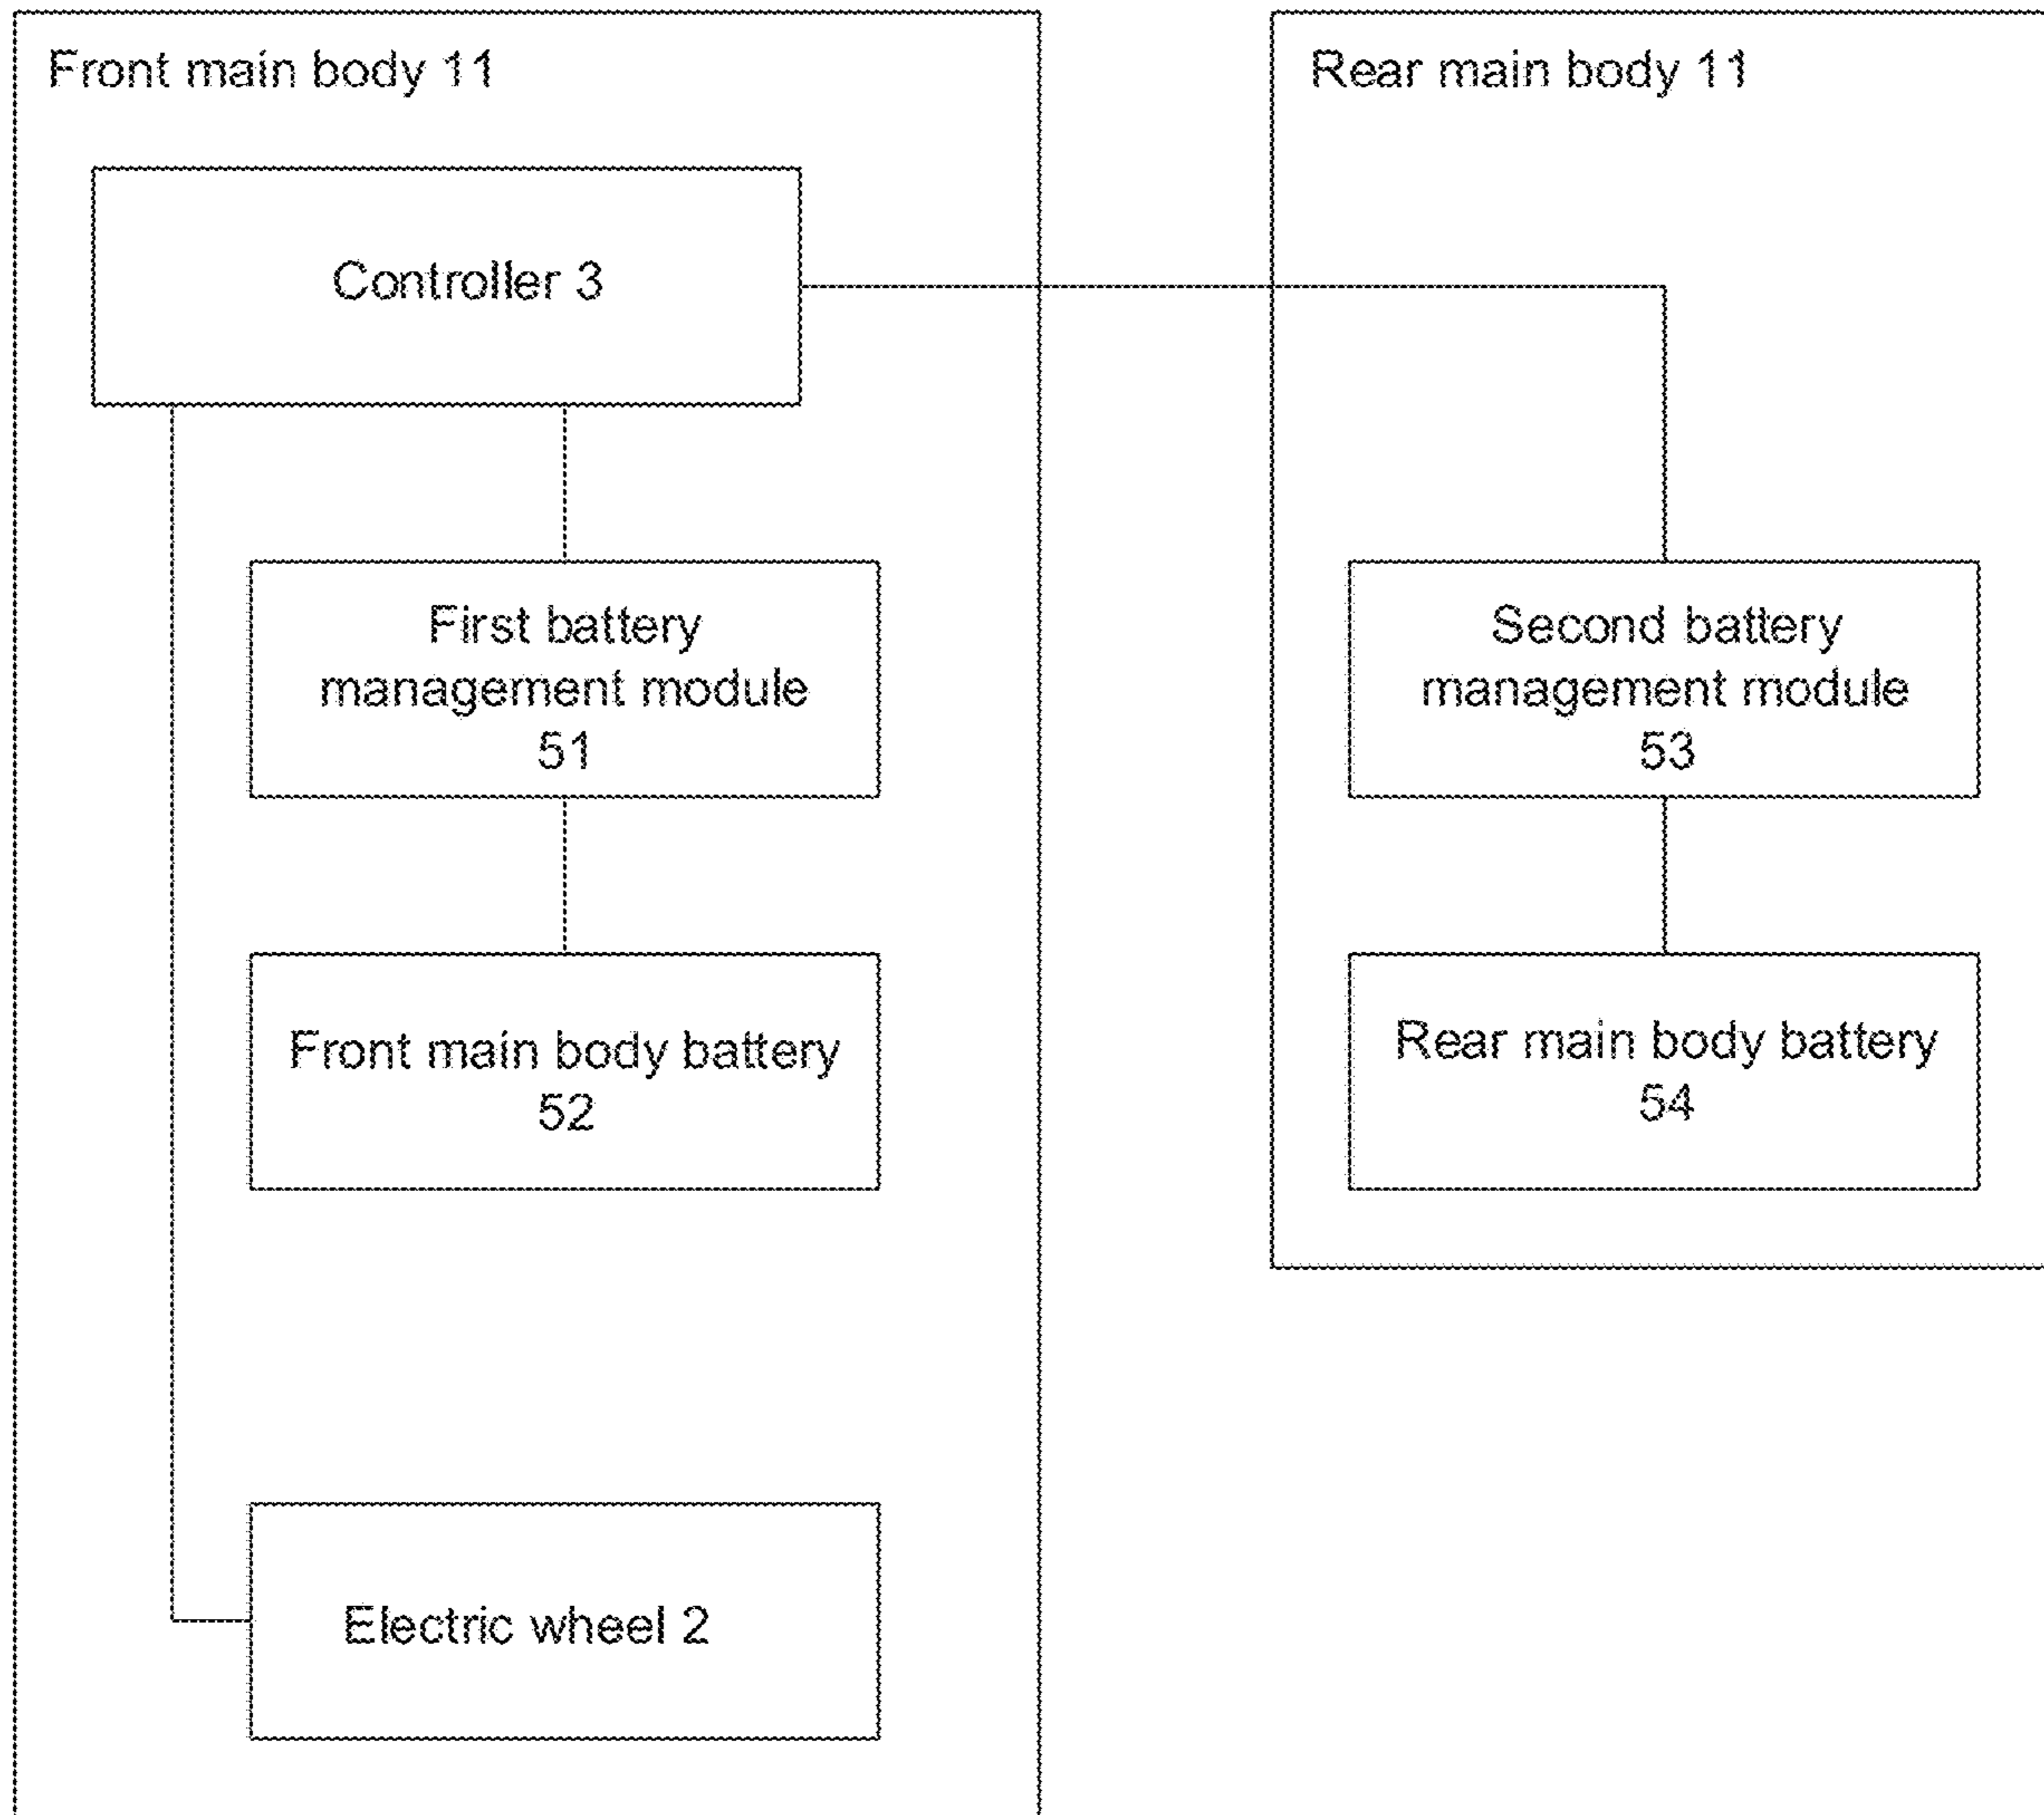 Front main body 11
Controller 3
First battery
management module
51
Front main body battery
52
Electric wheel 2
Rear main body 11
Second battery
management module
53
Rear main body battery
54